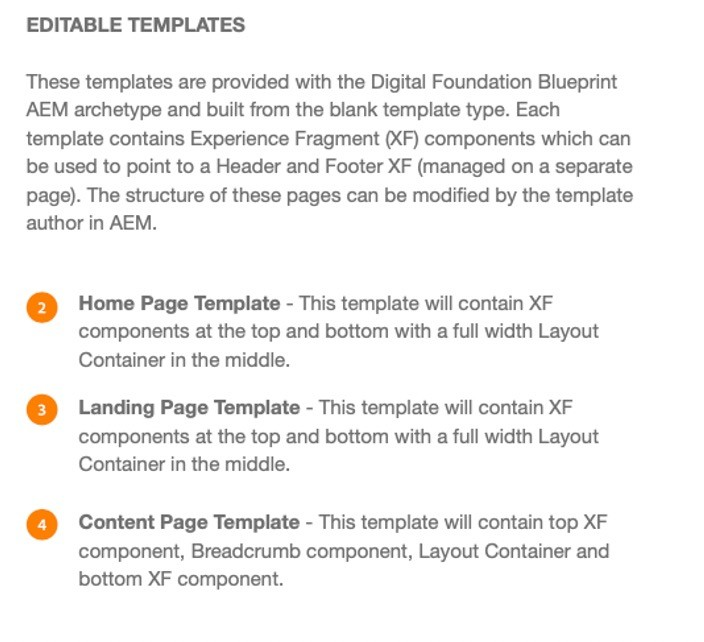 EDITABLE TEMPLATES
These templates are provided with the Digital Foundation Blueprint
AEM archetype and built from the blank template type. Each
template contains Experience Fragment (XF) components which can
be used to point to a Header and Footer XF (managed on a separate
page). The structure of these pages can be modified by the template
author in AEM.
2 Home Page Template - This template will contain XF
components at the top and bottom with a full width Layout
Container in the middle.
3 Landing Page Template - This template will contain XF
components at the top and bottom with a full width Layout
Container in the middle.
4 Content Page Template - This template will contain top XF
component, Breadcrumb component, Layout Container and
bottom XF component.